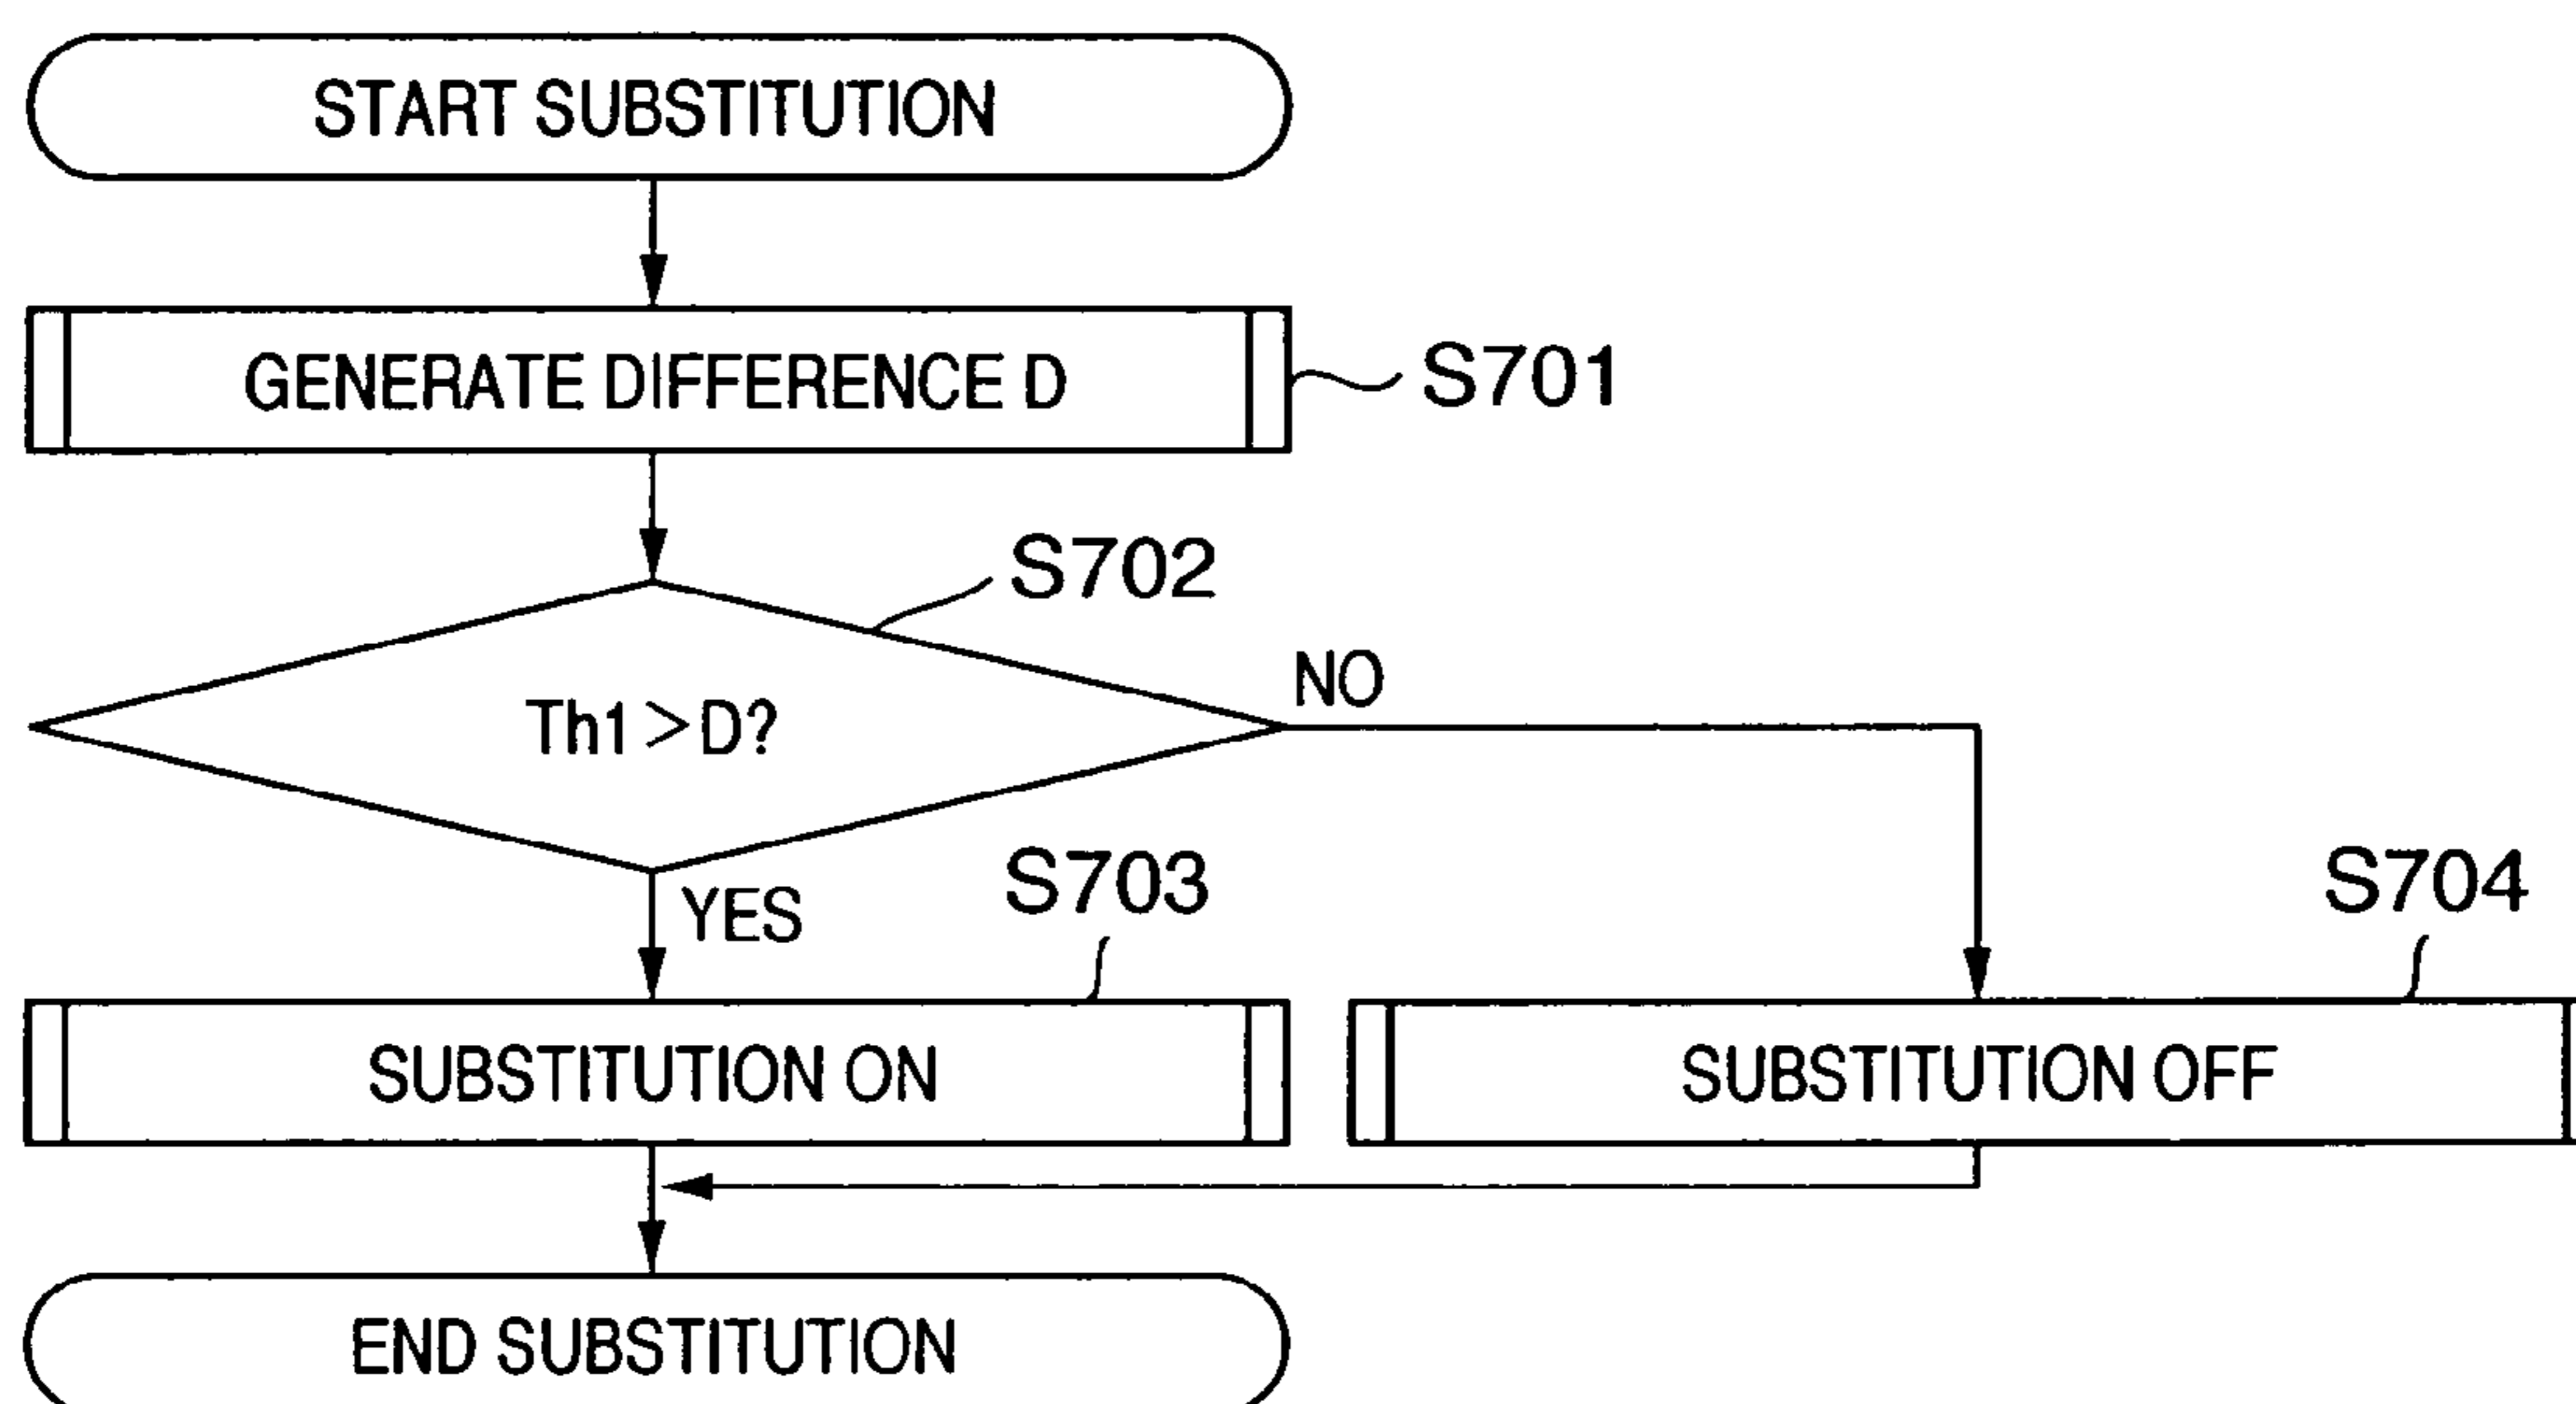 START SUBSTITUTION
GENERATE DIFFERENCE D
S701
S702
Th1 > D?
NO
YES
S703
S704
SUBSTITUTION ON
SUBSTITUTION OFF
END SUBSTITUTION